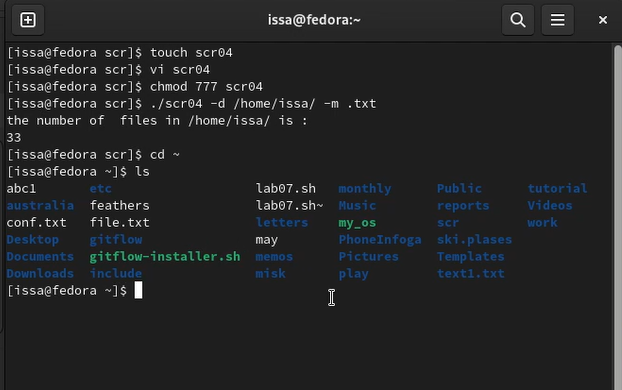 issa@fedora:~
[issa@fedora scr]$ touch scr04
[issa@fedora scr]$ vi scr04
[issa@fedora scr]$ chmod 777 scr04
[issa@fedora scr]$ ./scr04 -d /home/issa/ -m .txt
the number of  files in /home/issa/ is :
33
[issa@fedora scr]$ cd ~
[issa@fedora ~]$ ls
abc1 etc lab07.sh monthly Public tutorial
australia feathers lab07.sh~ Music reports Videos
conf.txt file.txt letters my_os scr work
Desktop gitflow may PhoneInfoga ski.plases
Documents gitflow-installer.sh memos Pictures Templates
Downloads include misk play text1.txt
[issa@fedora ~]$